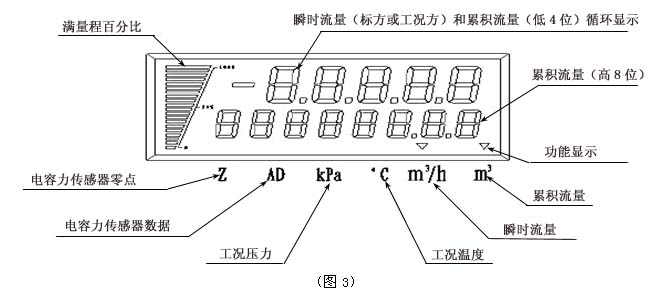 满量程百分比
瞬时流量（标方或工况方）和累积流量（低4位）循环显示
100%
累积流量（高8位）
50%
0
功能显示
Z AD kPa °C m³/h m³
电容力传感器零点
累积流量
电容力传感器数据
瞬时流量
工况压力
工况温度
（图 3）